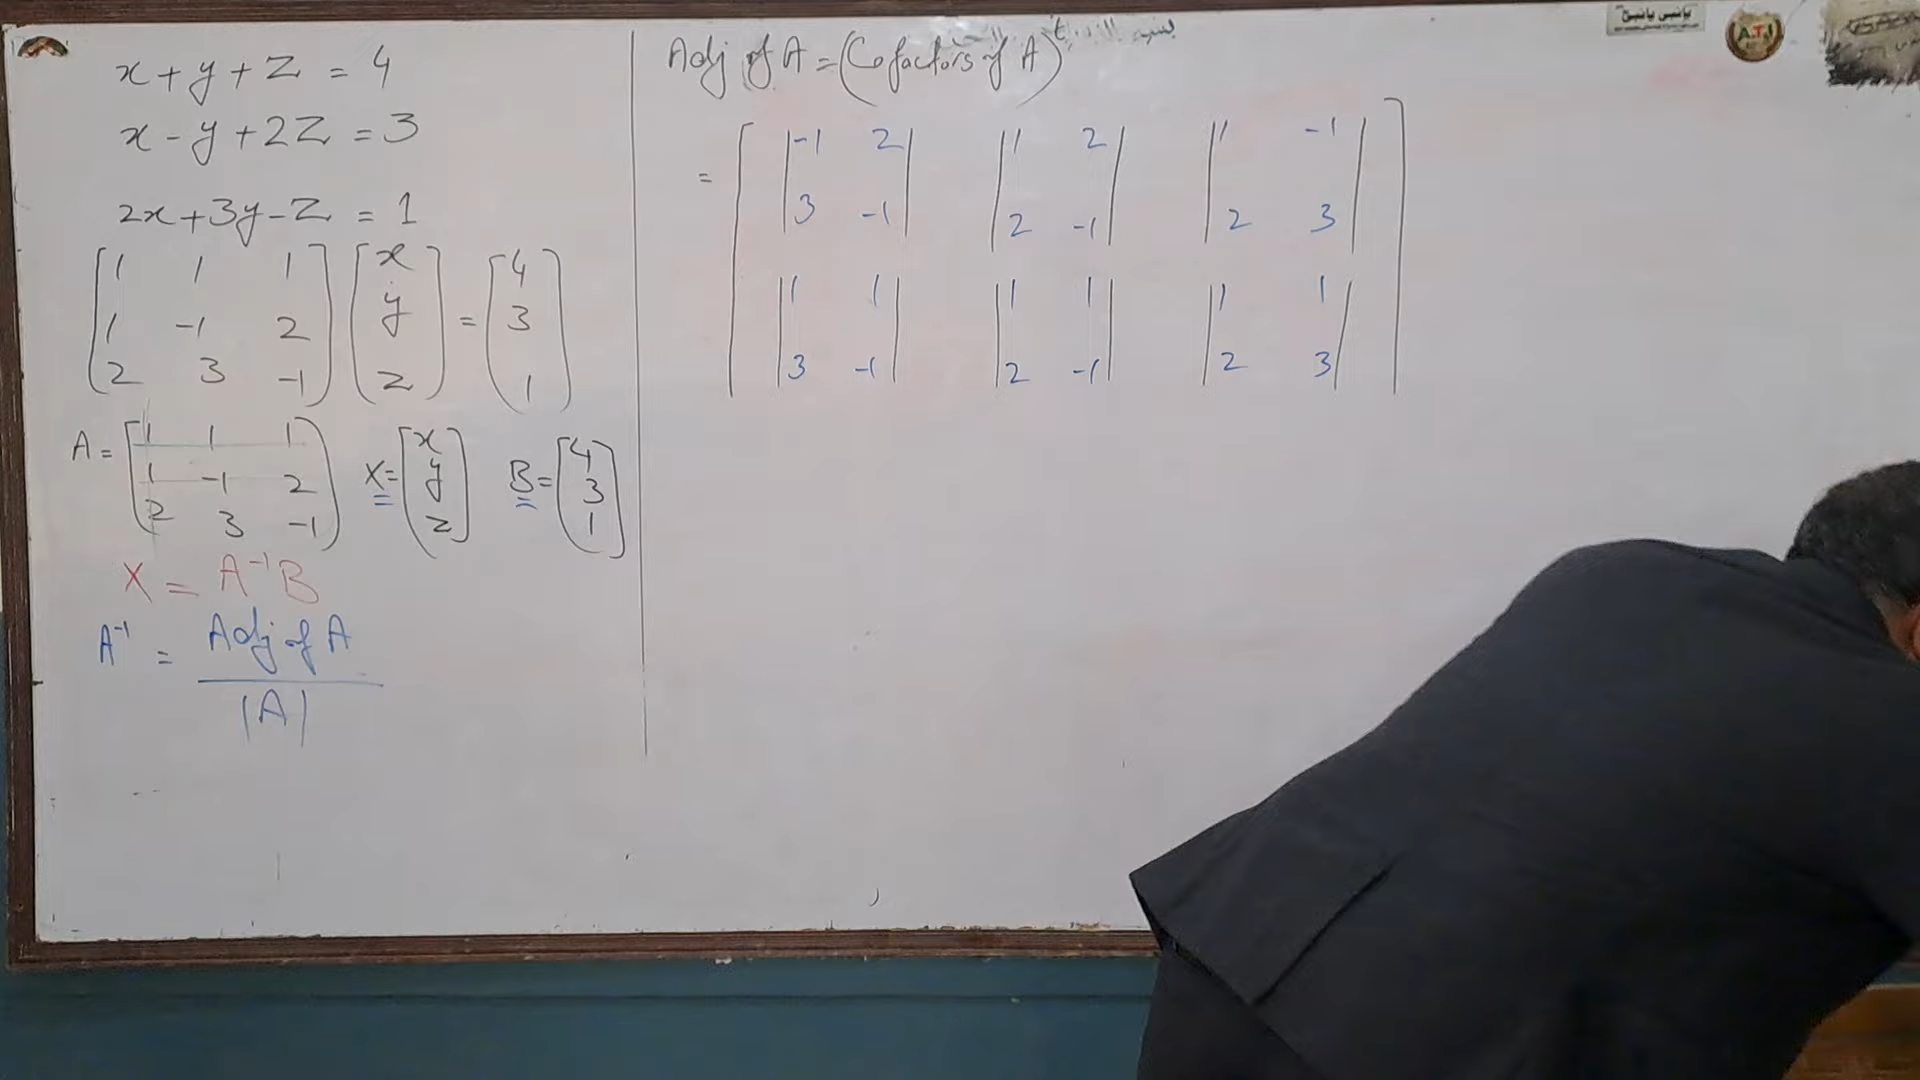 x + y + z = 4
x - y + 2z = 3
2x + 3y - z = 1
[1 1 1] [x] [4]
[1 -1 2] [y] = [3]
[2 3 -1] [z] [1]
A = [1 1 1] X = [x] B = [4]
[1 -1 2] [y] [3]
[2 3 -1] [z] [1]
X = A⁻¹B
A⁻¹ = Adj of A
|A|
Adj of A = (Cofactors of A)ᵗ
= [ |-1 2| |1 2| |1 -1| ]
|3 -1| |2 -1| |2 3|
|1 1| |1 1| |1 1|
|3 -1| |2 -1| |2 3|
A.T.I